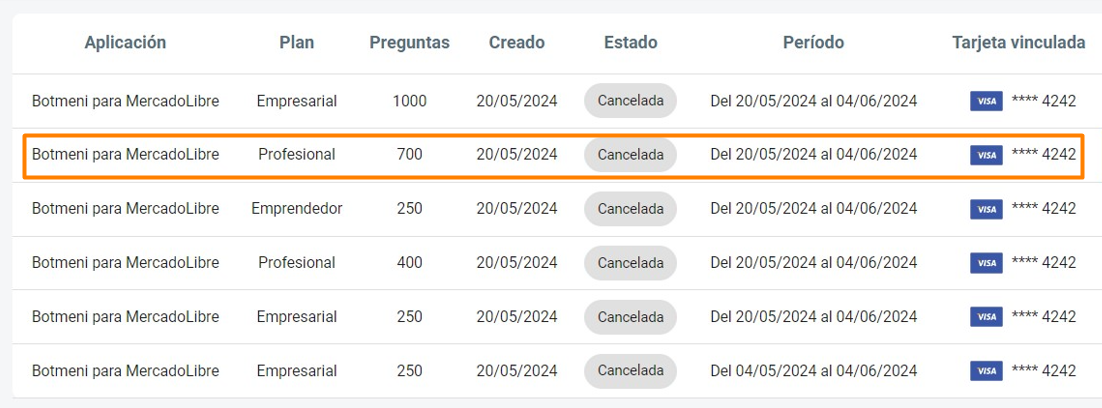 Aplicación Plan Preguntas Creado Estado Período Tarjeta vinculada
Botmeni para MercadoLibre Empresarial 1000 20/05/2024 Cancelada Del 20/05/2024 al 04/06/2024 VISA **** 4242
Botmeni para MercadoLibre Profesional 700 20/05/2024 Cancelada Del 20/05/2024 al 04/06/2024 VISA **** 4242
Botmeni para MercadoLibre Emprendedor 250 20/05/2024 Cancelada Del 20/05/2024 al 04/06/2024 VISA **** 4242
Botmeni para MercadoLibre Profesional 400 20/05/2024 Cancelada Del 20/05/2024 al 04/06/2024 VISA **** 4242
Botmeni para MercadoLibre Empresarial 250 20/05/2024 Cancelada Del 20/05/2024 al 04/06/2024 VISA **** 4242
Botmeni para MercadoLibre Empresarial 250 20/05/2024 Cancelada Del 04/05/2024 al 04/06/2024 VISA **** 4242